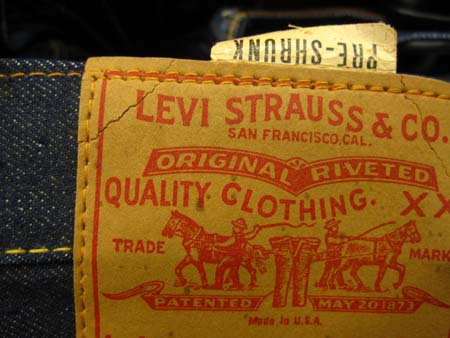 PRE-SHRUNK
LEVI STRAUSS & CO.
SAN FRANCISCO, CAL.
ORIGINAL RIVETED
QUALITY CLOTHING. XX
TRADE MARK
PATENTED MAY 20 1873
Made in U.S.A.